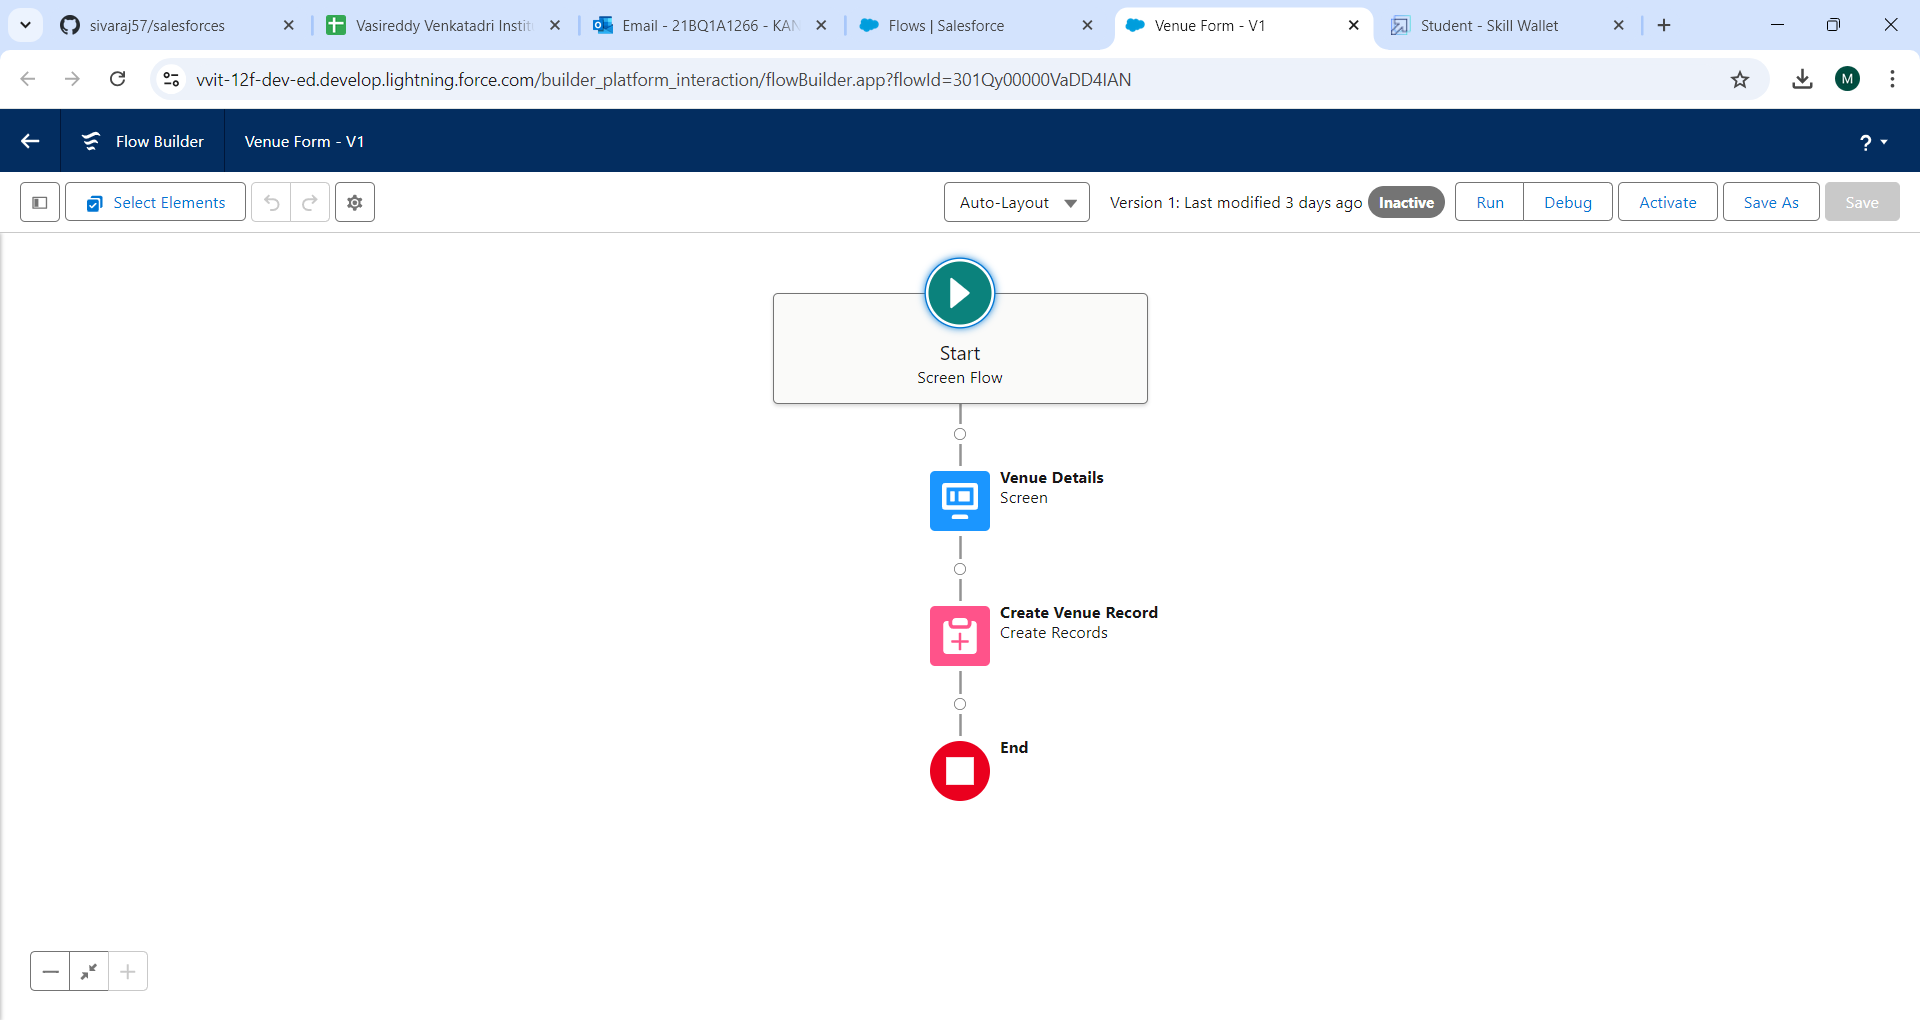 sivaraj57/salesforces
Vasireddy Venkatadri Instit
Email - 21BQ1A1266 - KAN
Flows | Salesforce
Venue Form - V1
Student - Skill Wallet
vvit-12f-dev-ed.develop.lightning.force.com/builder_platform_interaction/flowBuilder.app?flowId=301Qy00000VaDD4IAN
M
Flow Builder
Venue Form - V1
?
Select Elements
Auto-Layout
Version 1: Last modified 3 days ago
Inactive
Run
Debug
Activate
Save As
Save
Start
Screen Flow
Venue Details
Screen
Create Venue Record
Create Records
End